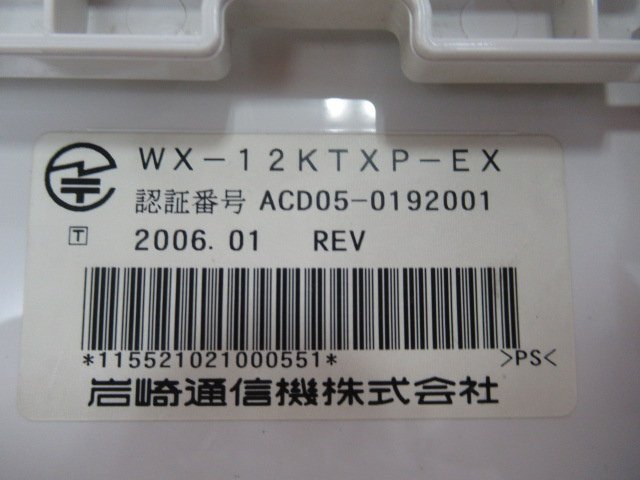 WX-12KTXP-EX
認証番号 ACD05-0192001
T 2006.01 REV
*115521021000551* >PS<
岩崎通信機株式会社